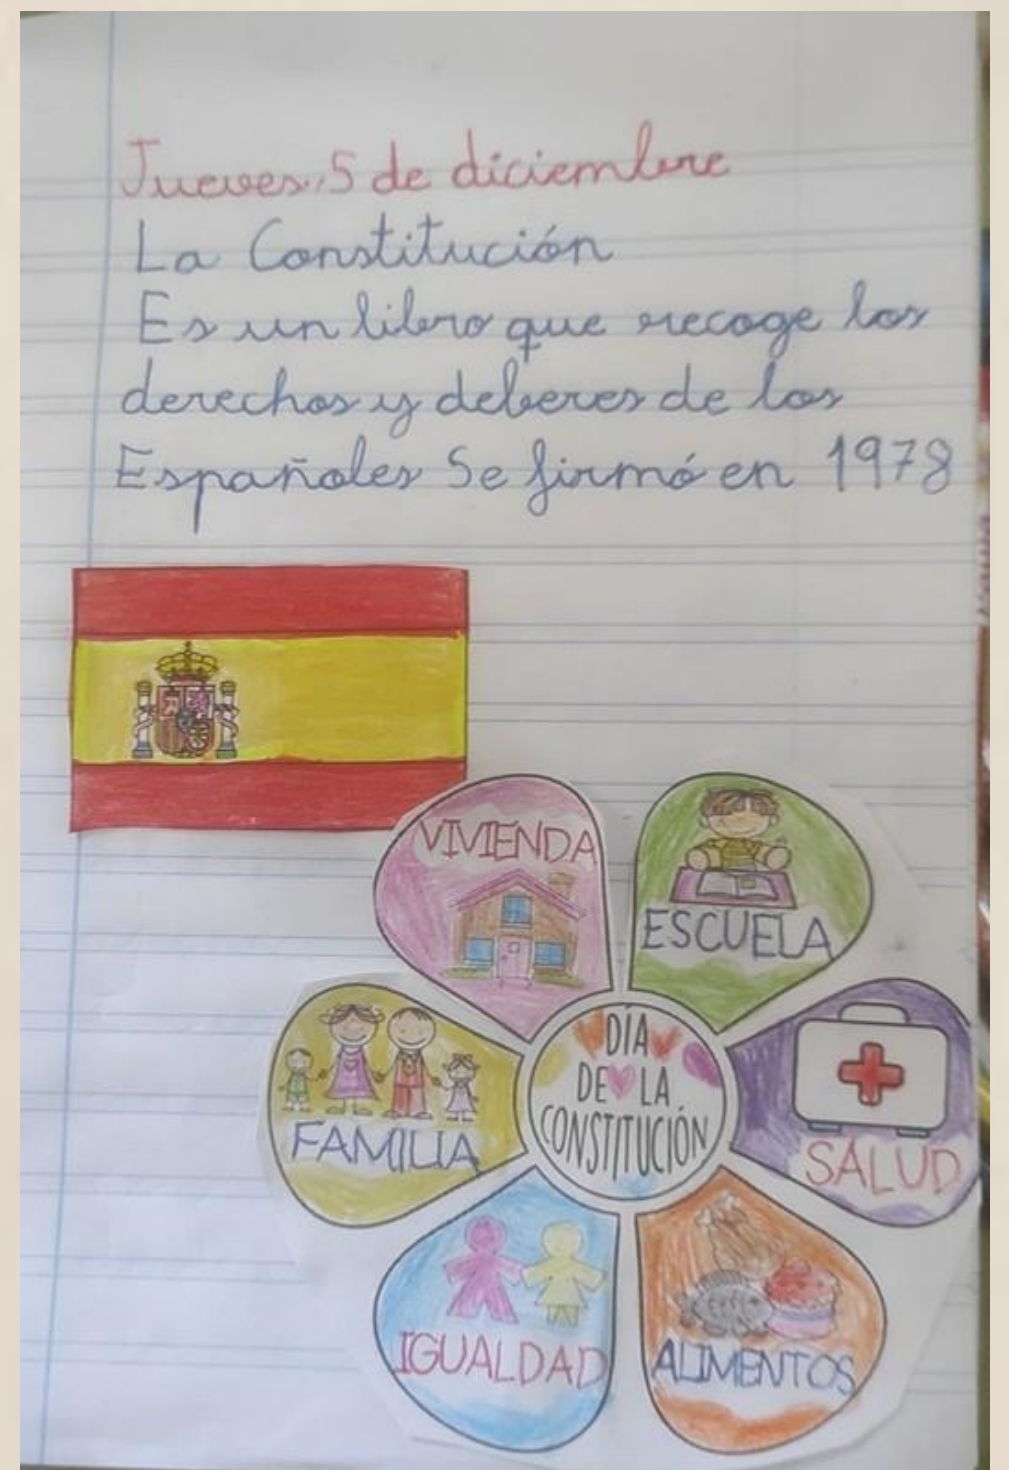 Jueves, 5 de diciembre
La Constitución
Es un libro que recoge los
derechos y deberes de los
Españoles Se firmó en 1978
VIVIENDA
ESCUELA
FAMILIA
DÍA
DE LA
CONSTITUCIÓN
SALUD
IGUALDAD
ALIMENTOS